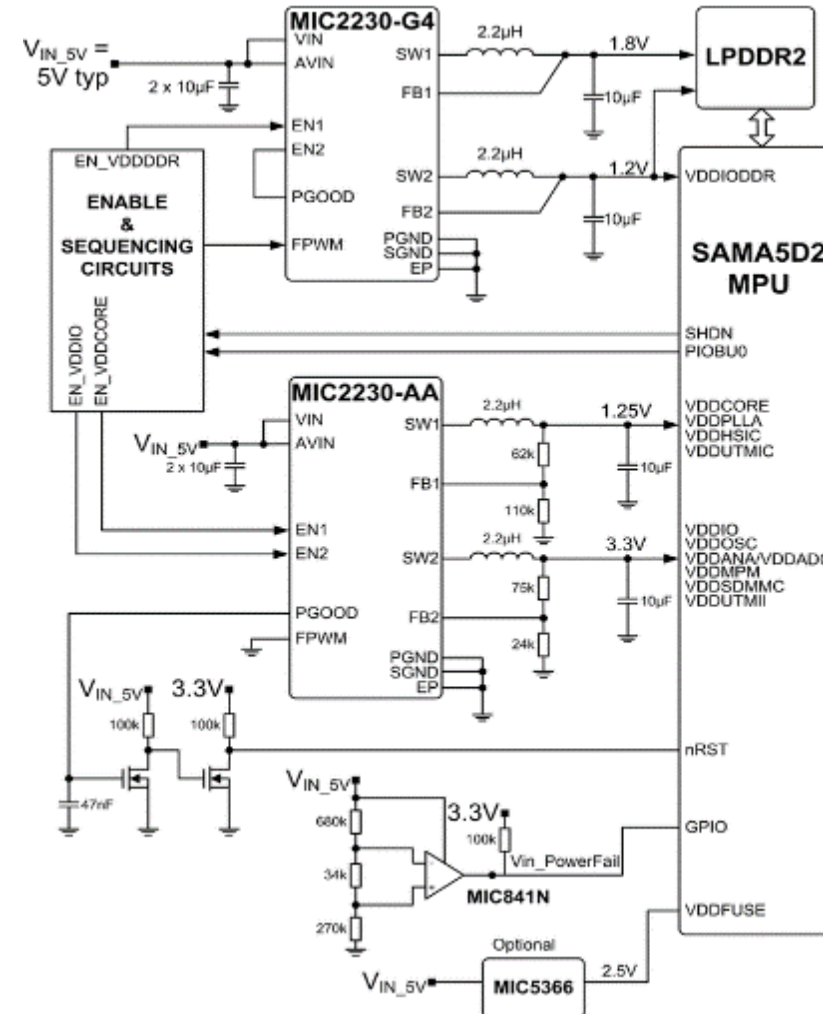 MIC2230-G4
V IN_5V =
5V typ
2 x 10µF
VIN
AVIN
EN1
EN2
PGOOD
FPWM
SW1
FB1
SW2
FB2
PGND
SGND
EP
2.2µH
1.8V
10µF
2.2µH
1.2V
10µF
LPDDR2
EN_VDDDDR
ENABLE
&
SEQUENCING
CIRCUITS
EN_VDDIO
EN_VDDCORE
SAMA5D2
MPU
VDDIODDR
SHDN
PIOBU0
MIC2230-AA
V IN_5V
2 x 10µF
VIN
AVIN
EN1
EN2
PGOOD
FPWM
SW1
FB1
SW2
FB2
PGND
SGND
EP
2.2µH
1.25V
62k
110k
10µF
2.2µH
3.3V
75k
24k
10µF
VDDCORE
VDDPLLA
VDDHSIC
VDDUTMIC
VDDIO
VDDOSC
VDDANA/VDDADC
VDDMPM
VDDSDMMC
VDDUTMII
V IN_5V
100k
3.3V
100k
47nF
nRST
V IN_5V
680k
34k
270k
-
+
MIC841N
3.3V
100k
Vin_PowerFail
GPIO
VDDFUSE
Optional
V IN_5V
MIC5366
2.5V